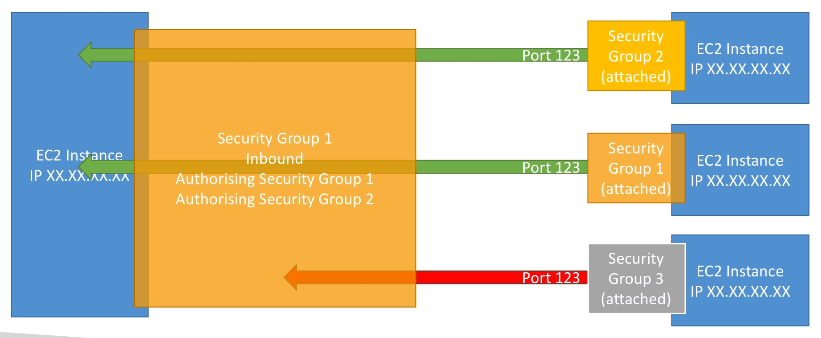 Security
Group 2
(attached)
EC2 Instance
IP XX.XX.XX.XX
Port 123
EC2 Instance
IP XX.XX.XX.XX
Security Group 1
Inbound
Authorising Security Group 1
Authorising Security Group 2
Port 123
Security
Group 1
(attached)
EC2 Instance
IP XX.XX.XX.XX
Port 123
Security
Group 3
(attached)
EC2 Instance
IP XX.XX.XX.XX